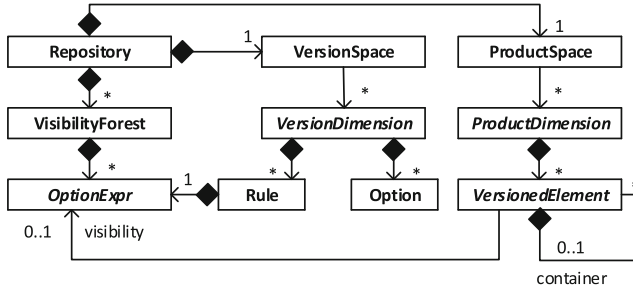 1 1
Repository VersionSpace ProductSpace
* * *
VisibilityForest VersionDimension ProductDimension
* * * *
OptionExpr 1 Rule Option VersionedElement *
0..1 visibility 0..1
container